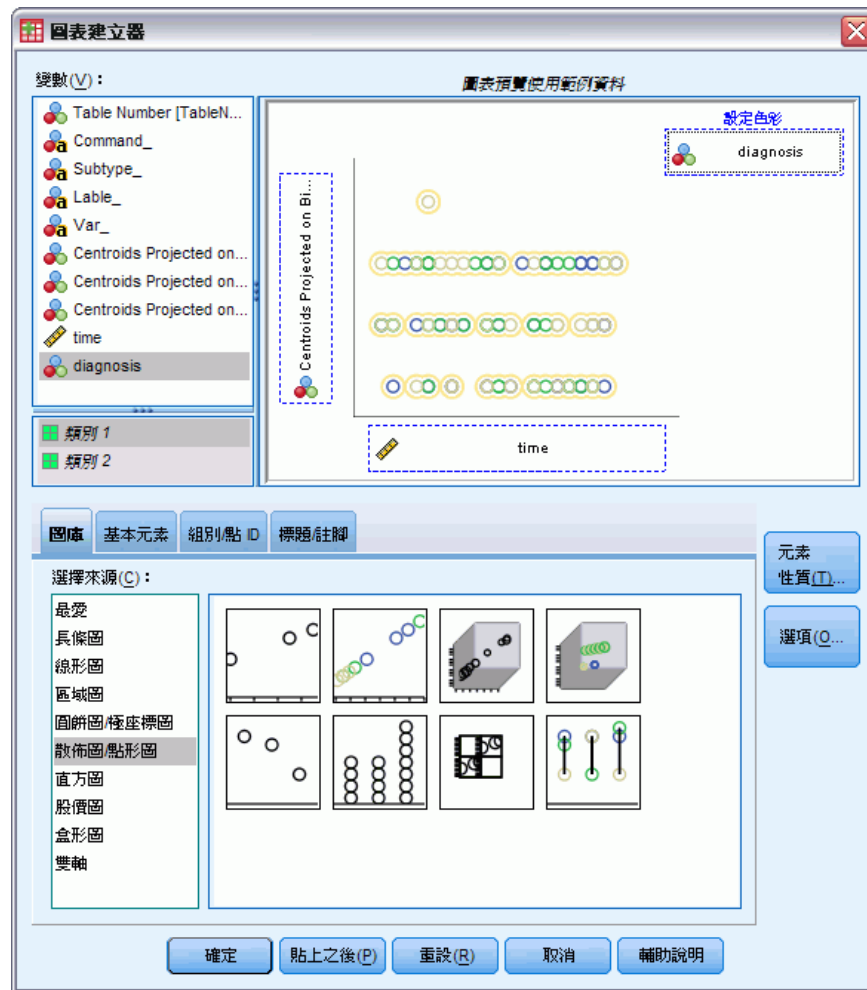 圖表建立器
變數(V)：
圖表預覽使用範例資料
Table Number [TableN...
Command_
Subtype_
Lable_
Var_
Centroids Projected on...
Centroids Projected on...
Centroids Projected on...
time
diagnosis
類別 1
類別 2
設定色彩
diagnosis
Centroids Projected on Bi...
time
圖庫
基本元素
組別/點 ID
標題/註腳
選擇來源(C)：
最愛
長條圖
線形圖
區域圖
圓餅圖/極座標圖
散佈圖/點形圖
直方圖
股價圖
盒形圖
雙軸
元素
性質(T)...
選項(O...
確定
貼上之後(P)
重設(R)
取消
輔助說明